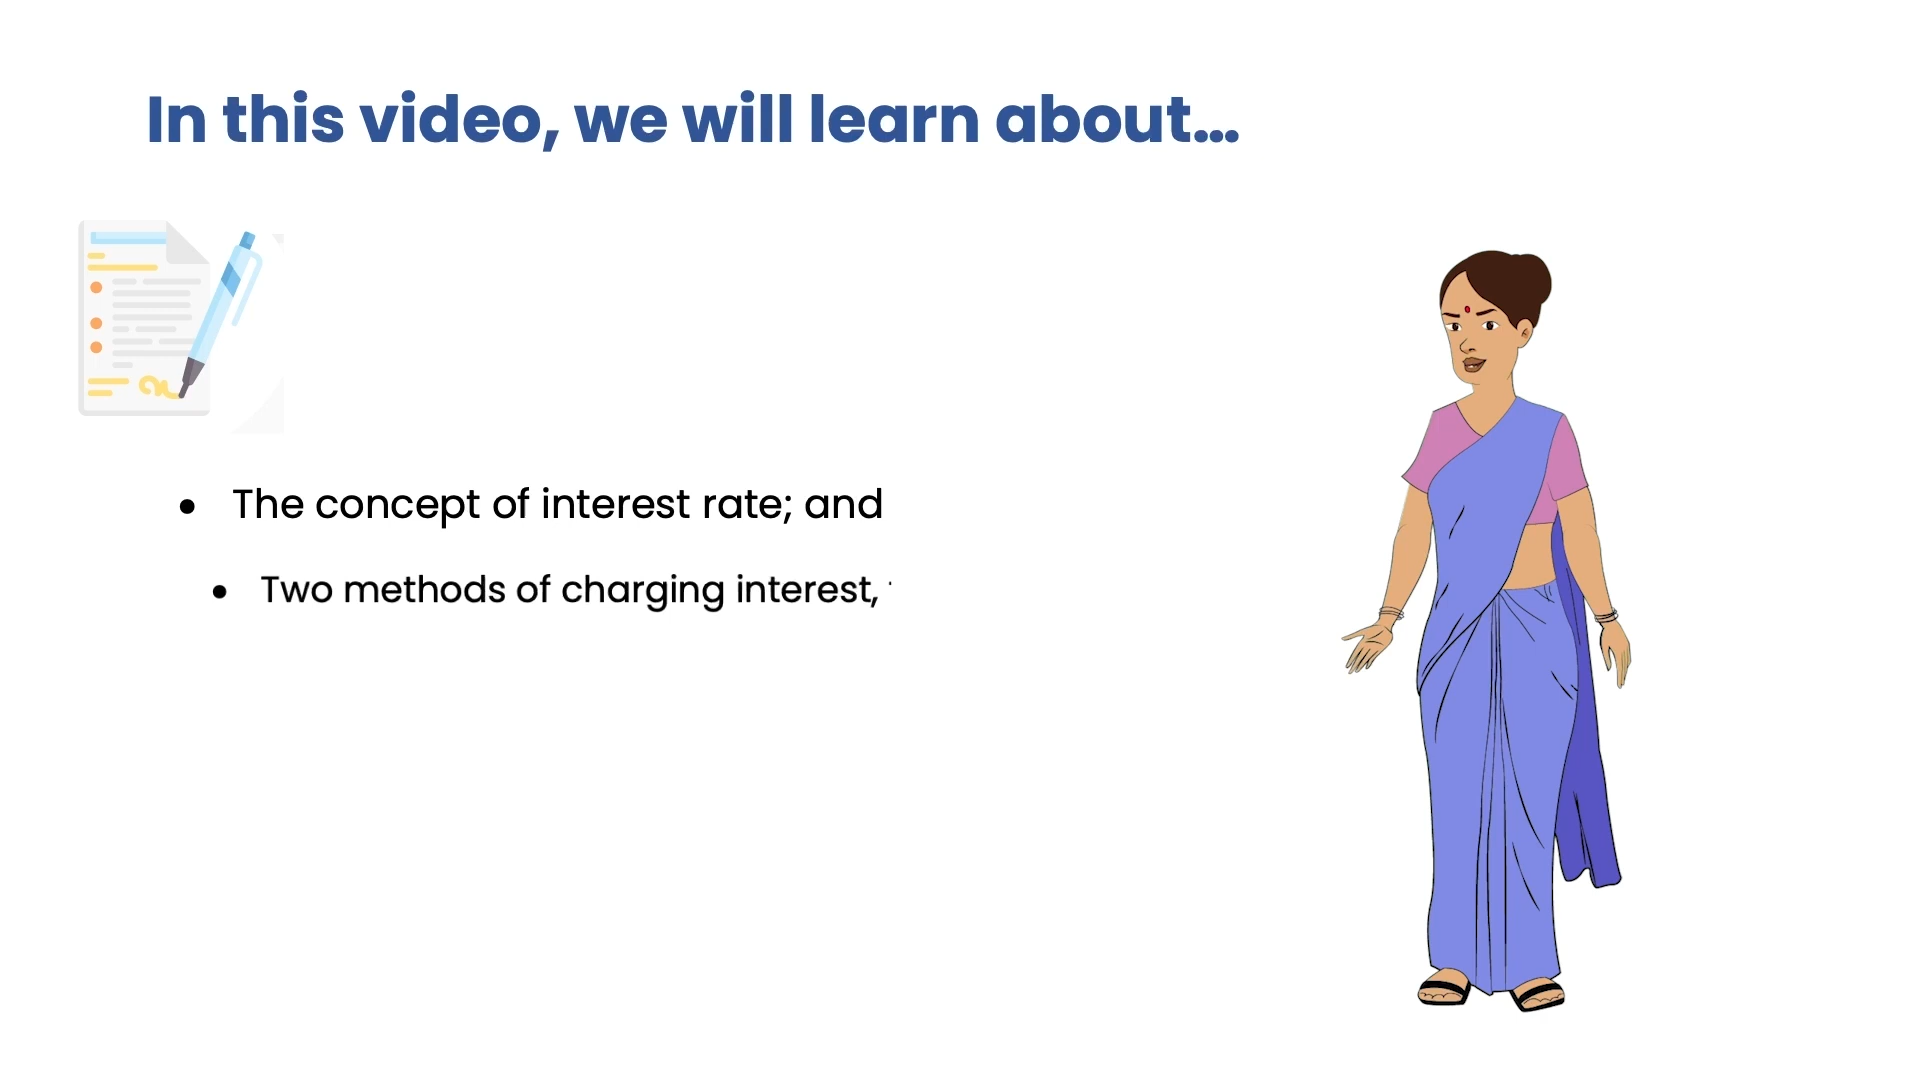 In this video, we will learn about...
• The concept of interest rate; and
• Two methods of charging interest,